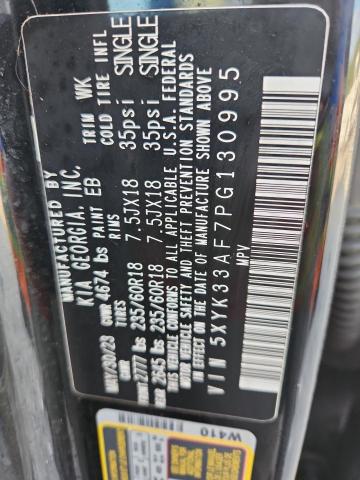 MANUFACTURED BY
KIA GEORGIA, INC.
GVWR 4674 lbs PAINT EB TRIM WK
TIRES RIMS COLD TIRE INFL
2777 lbs 235/60R18 7.5JX18 35psi SINGLE
2645 lbs 235/60R18 7.5JX18 35psi SINGLE
VEHICLE CONFORMS TO ALL APPLICABLE U.S.A. FEDERAL
MOTOR VEHICLE SAFETY AND THEFT PREVENTION STANDARDS
IN EFFECT ON THE DATE OF MANUFACTURE SHOWN ABOVE
VIN 5XYK33AF7PG130995
MPV
W410